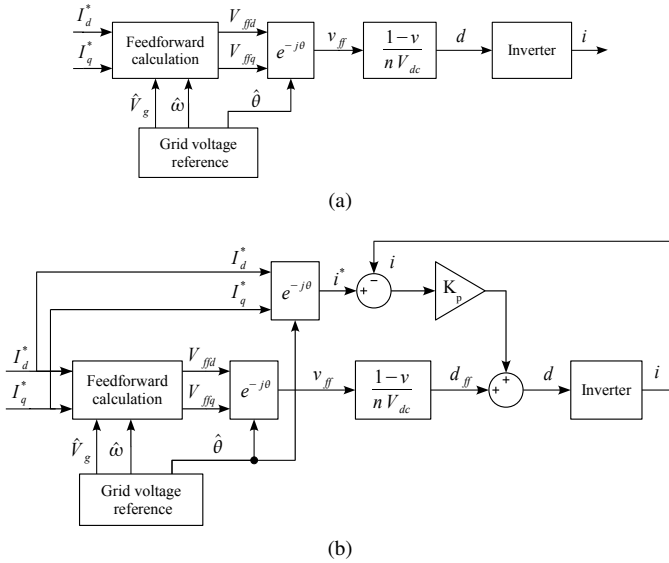 I*d
I*q
Feedforward calculation
Vffd
Vffq
e−jθ
vff
1−v
n Vdc
d
Inverter
i
V̂g
ω̂
θ̂
Grid voltage reference
(a)
I*d
I*q
e−jθ
i*
+
−
i
Kp
I*d
I*q
Feedforward calculation
Vffd
Vffq
e−jθ
vff
1−v
n Vdc
dff
+
+
d
Inverter
i
V̂g
ω̂
θ̂
Grid voltage reference
(b)